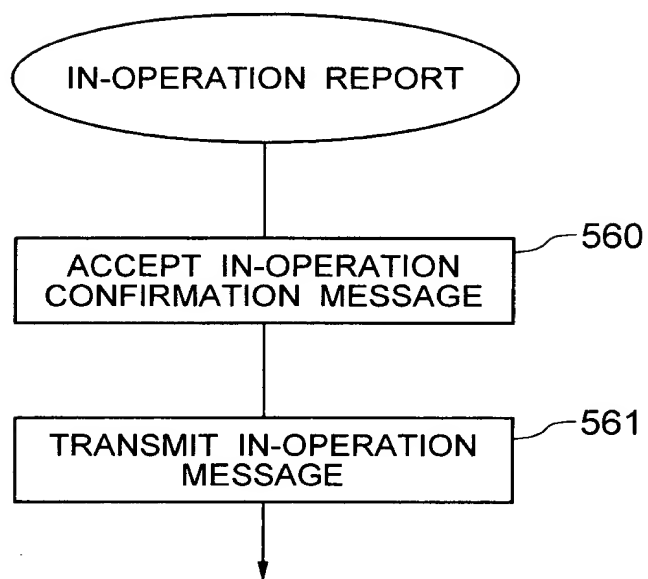 IN-OPERATION REPORT
560
ACCEPT IN-OPERATION
CONFIRMATION MESSAGE
561
TRANSMIT IN-OPERATION
MESSAGE